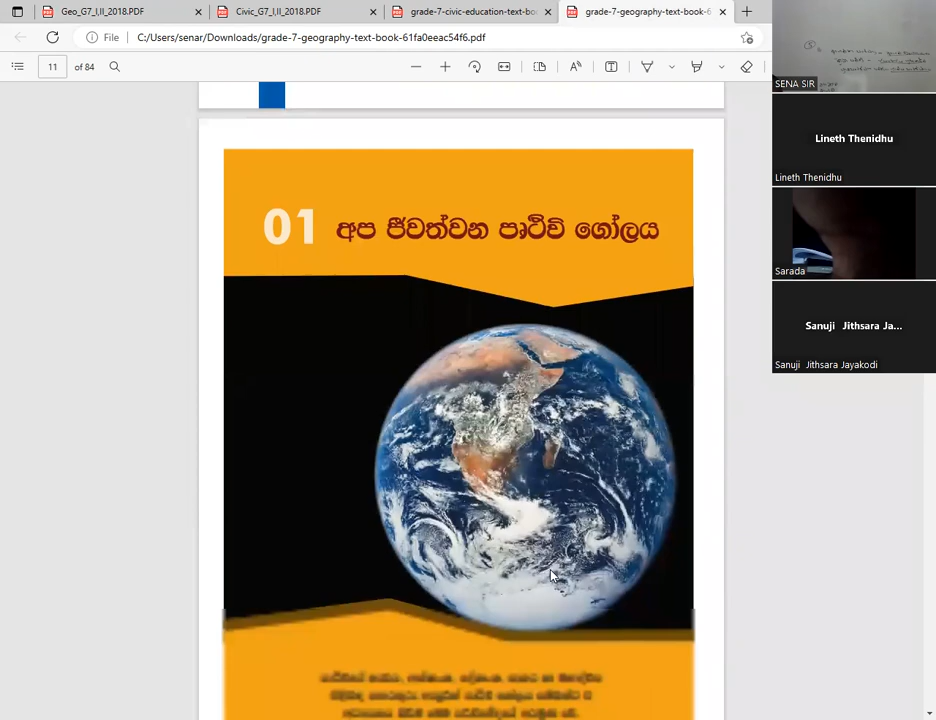 Geo_G7_I,II_2018.PDF
Civic_G7_I,II_2018.PDF
grade-7-civic-education-text-bo
grade-7-geography-text-book-6
File
C:/Users/senar/Downloads/grade-7-geography-text-book-61fa0eeac54f6.pdf
11 of 84
01 අප ජීවත්වන පෘථිවි ගෝලය
SENA SIR
Lineth Thenidhu
Lineth Thenidhu
Sarada
Sanuji Jithsara Ja...
Sanuji Jithsara Jayakodi